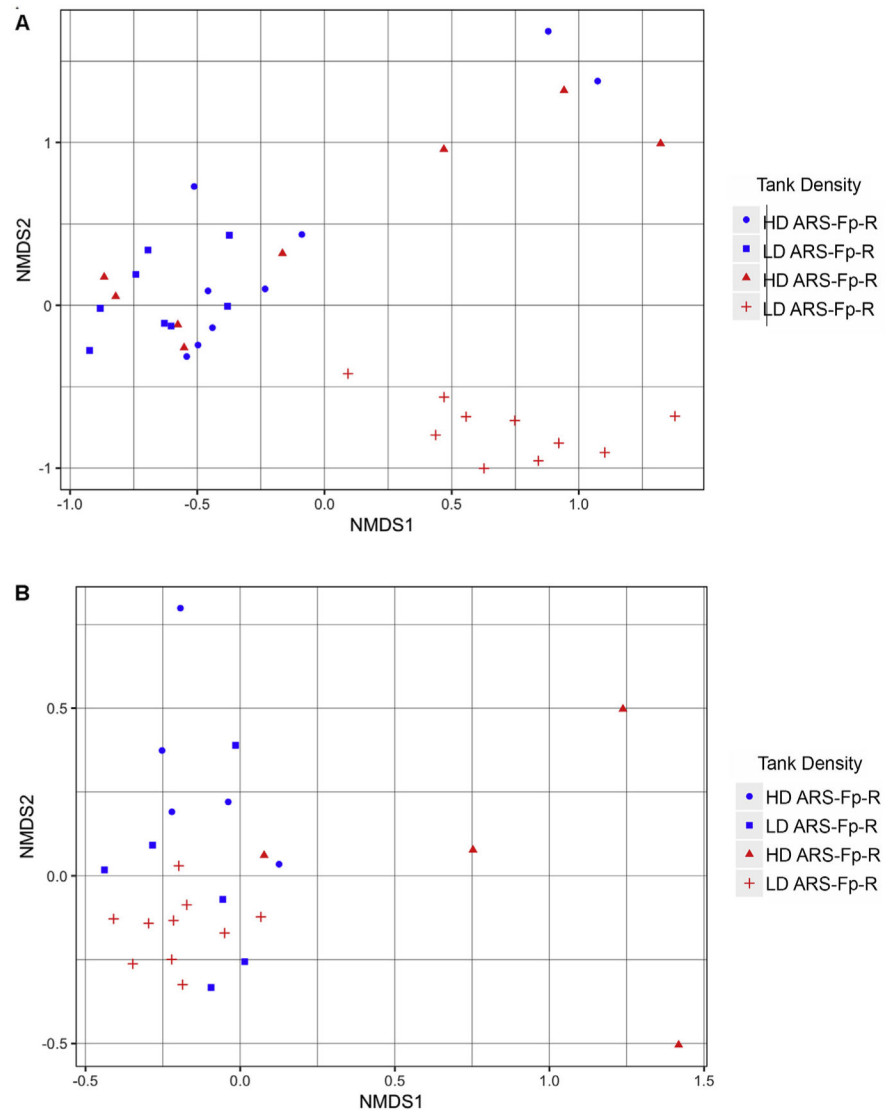 A
1
0
-1
NMDS2
-1.0 -0.5 0.0 0.5 1.0
NMDS1
Tank Density
HD ARS-Fp-R
LD ARS-Fp-R
HD ARS-Fp-R
LD ARS-Fp-R
B
0.5
0.0
-0.5
NMDS2
-0.5 0.0 0.5 1.0 1.5
NMDS1
Tank Density
HD ARS-Fp-R
LD ARS-Fp-R
HD ARS-Fp-R
LD ARS-Fp-R